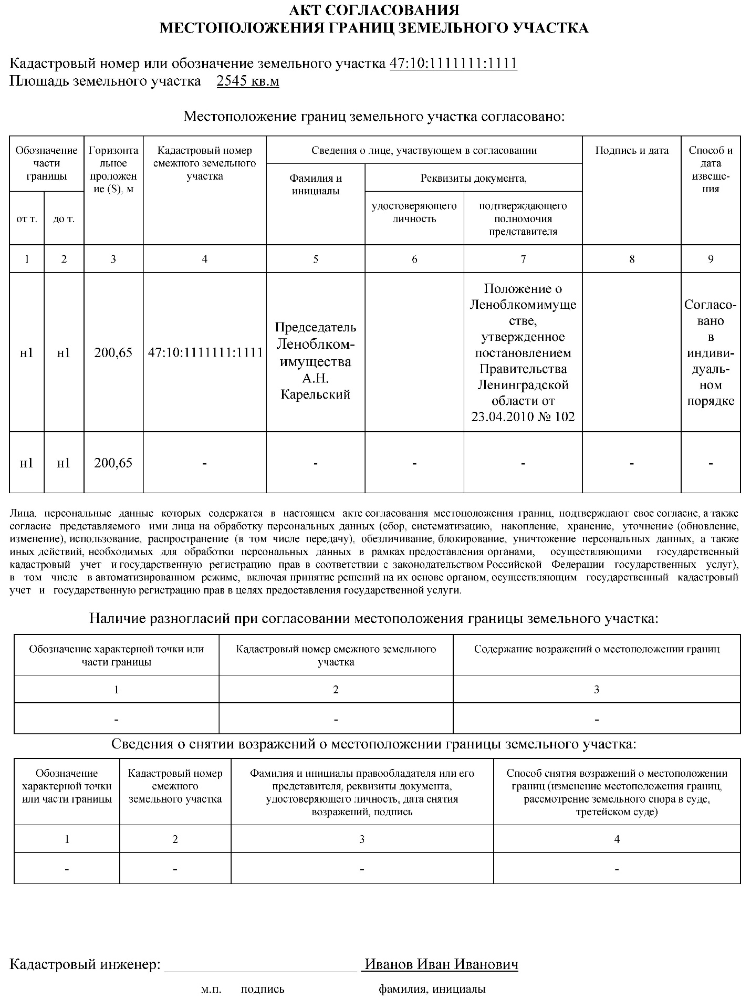 АКТ СОГЛАСОВАНИЯ
МЕСТОПОЛОЖЕНИЯ ГРАНИЦ ЗЕМЕЛЬНОГО УЧАСТКА
Кадастровый номер или обозначение земельного участка 47:10:1111111:1111
Площадь земельного участка 2545 кв.м
Местоположение границ земельного участка согласовано:
Обозначение
части
границы
Горизонта
льное
проложен
ие (S), м
Кадастровый номер
смежного земельного
участка
Сведения о лице, участвующем в согласовании
Подпись и дата
Способ и
дата
извеще-
ния
Фамилия и
инициалы
Реквизиты документа,
от т.
до т.
удостоверяющего
личность
подтверждающего
полномочия
представителя
1 2 3 4 5 6 7 8 9
н1
н1
200,65
47:10:1111111:1111
Председатель
Леноблком-
имущества
А.Н.
Карельский
Положение о
Леноблкомимуще
стве,
утвержденное
постановлением
Правительства
Ленинградской
области от
23.04.2010 № 102
Согласо-
вано
в
индиви-
дуаль-
ном
порядке
н1 н1 200,65 - - - - - -
Лица, персональные данные которых содержатся в настоящем акте согласования местоположения границ, подтверждают свое согласие, а также
согласие представляемого ими лица на обработку персональных данных (сбор, систематизацию, накопление, хранение, уточнение (обновление,
изменение), использование, распространение (в том числе передачу), обезличивание, блокирование, уничтожение персональных данных, а также
иных действий, необходимых для обработки персональных данных в рамках предоставления органами, осуществляющими государственный
кадастровый учет и государственную регистрацию прав в соответствии с законодательством Российской Федерации государственных услуг),
в том числе в автоматизированном режиме, включая принятие решений на их основе органом, осуществляющим государственный кадастровый
учет и государственную регистрацию прав в целях предоставления государственной услуги.
Наличие разногласий при согласовании местоположения границы земельного участка:
Обозначение характерной точки или
части границы
Кадастровый номер смежного земельного
участка
Содержание возражений о местоположении границ
1 2 3
- - -
Сведения о снятии возражений о местоположении границы земельного участка:
Обозначение
характерной точки
или части границы
Кадастровый номер
смежного
земельного участка
Фамилия и инициалы правообладателя или его
представителя, реквизиты документа,
удостоверяющего личность, дата снятия
возражений, подпись
Способ снятия возражений о местоположении
границ (изменение местоположения границ,
рассмотрение земельного спора в суде,
третейском суде)
1 2 3 4
- - - -
Кадастровый инженер: Иванов Иван Иванович
м.п. подпись фамилия, инициалы